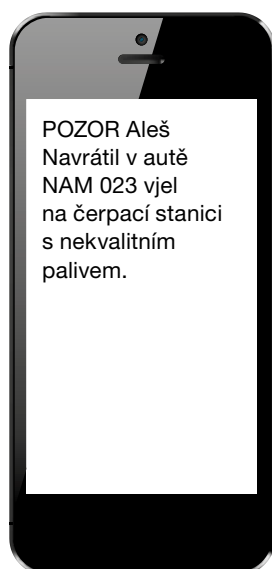 POZOR Aleš
Navrátil v autě
NAM 023 vjel
na čerpací stanici
s nekvalitním
palivem.